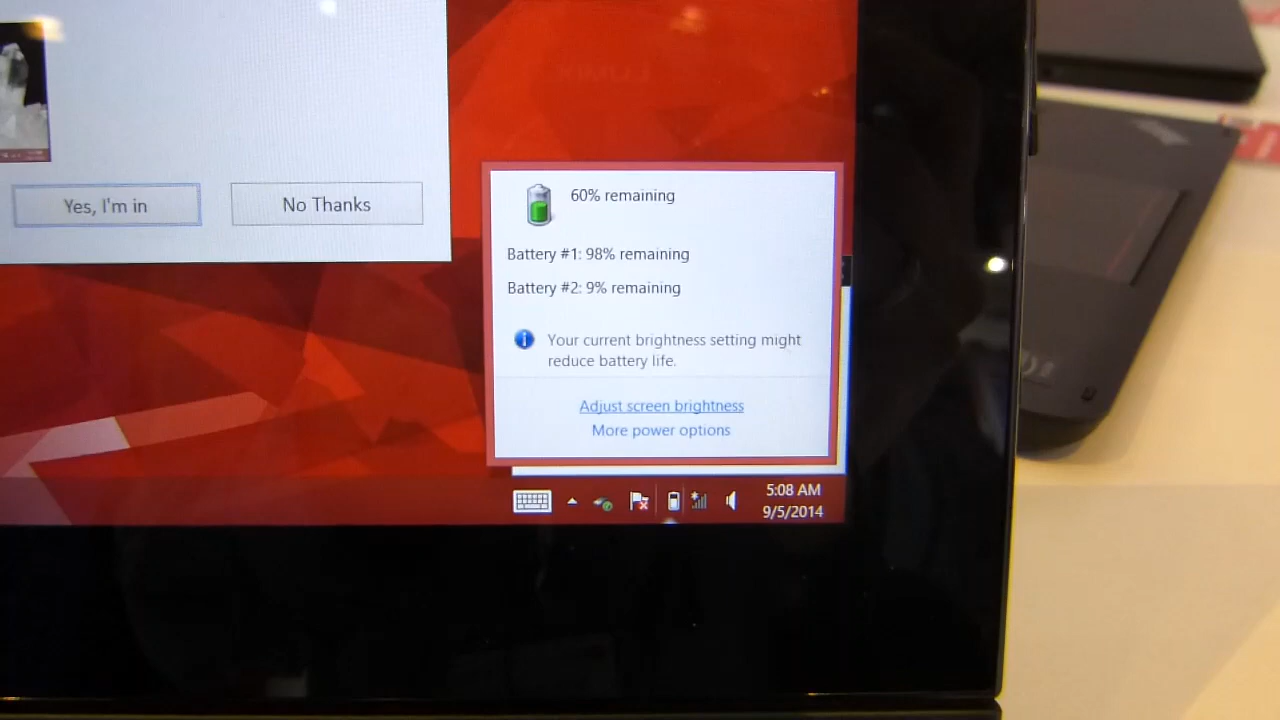 Yes, I'm in
No Thanks
60% remaining
Battery #1: 98% remaining
Battery #2: 9% remaining
Your current brightness setting might
reduce battery life.
Adjust screen brightness
More power options
5:08 AM
9/5/2014